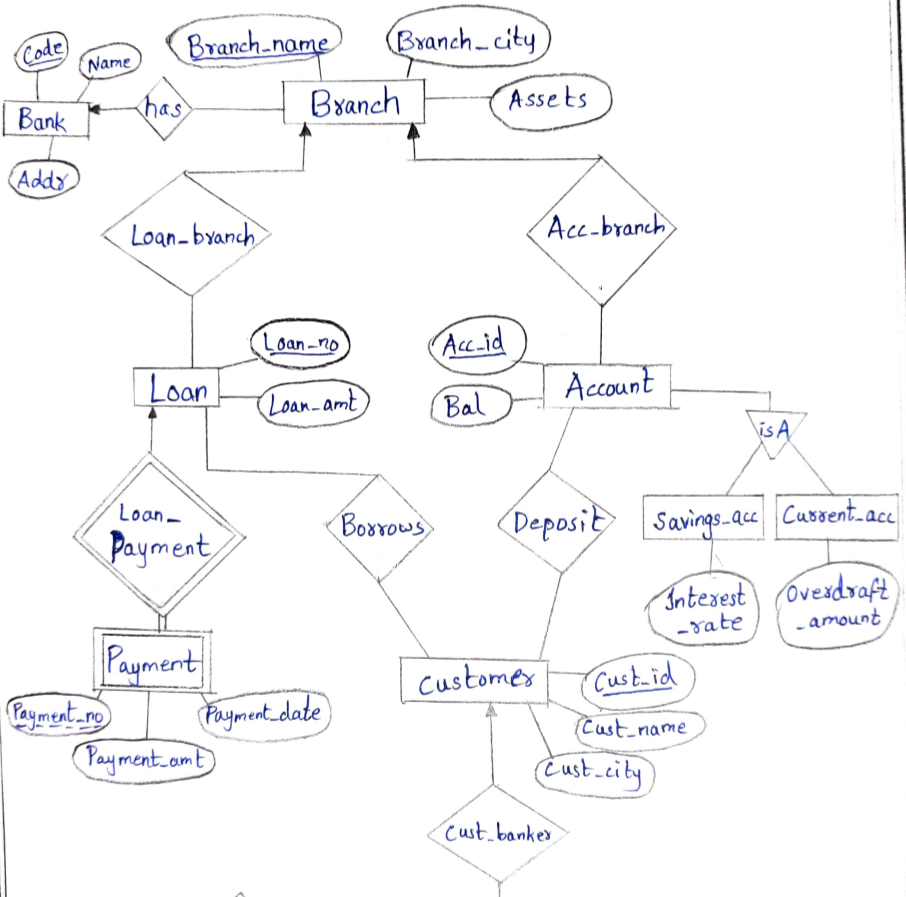 Code
Name
Branch_name
Branch_city
Bank
has
Branch
Assets
Addr
Loan_branch
Acc_branch
Loan_no
Acc_id
Loan
Account
Loan_amt
Bal
isA
Loan_
Payment
Borrows
Deposit
Savings_acc
Current_acc
Interest
_rate
Overdraft
_amount
Payment
Customer
Cust_id
Payment_no
Payment_date
Cust_name
Payment_amt
Cust_city
Cust_banker